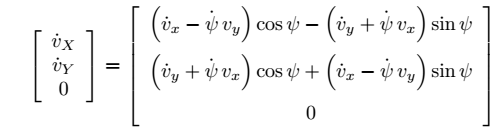 \begin{bmatrix} \dot{v}_X \\ \dot{v}_Y \\ 0 \end{bmatrix} = \begin{bmatrix} \left(\dot{v}_x - \dot{\psi}\, v_y\right) \cos\psi - \left(\dot{v}_y + \dot{\psi}\, v_x\right) \sin\psi \\ \left(\dot{v}_y + \dot{\psi}\, v_x\right) \cos\psi + \left(\dot{v}_x - \dot{\psi}\, v_y\right) \sin\psi \\ 0 \end{bmatrix}